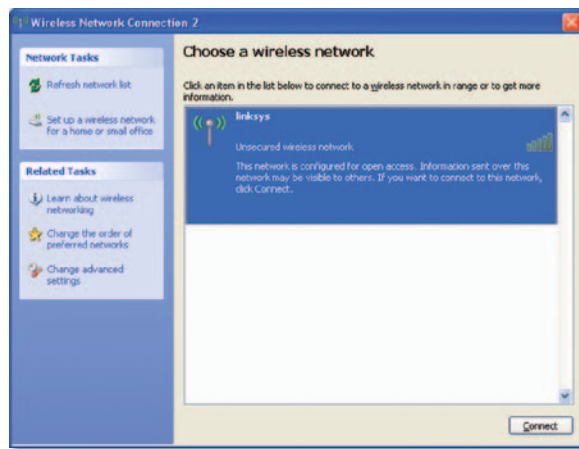 Wireless Network Connection 2
Network Tasks
Refresh network list
Set up a wireless network
for a home or small office
Related Tasks
Learn about wireless
networking
Change the order of
preferred networks
Change advanced
settings
Choose a wireless network
Click an item in the list below to connect to a wireless network in range or to get more
information.
linksys
Unsecured wireless network
This network is configured for open access. Information sent over this
network may be visible to others. If you want to connect to this network,
click Connect.
Connect